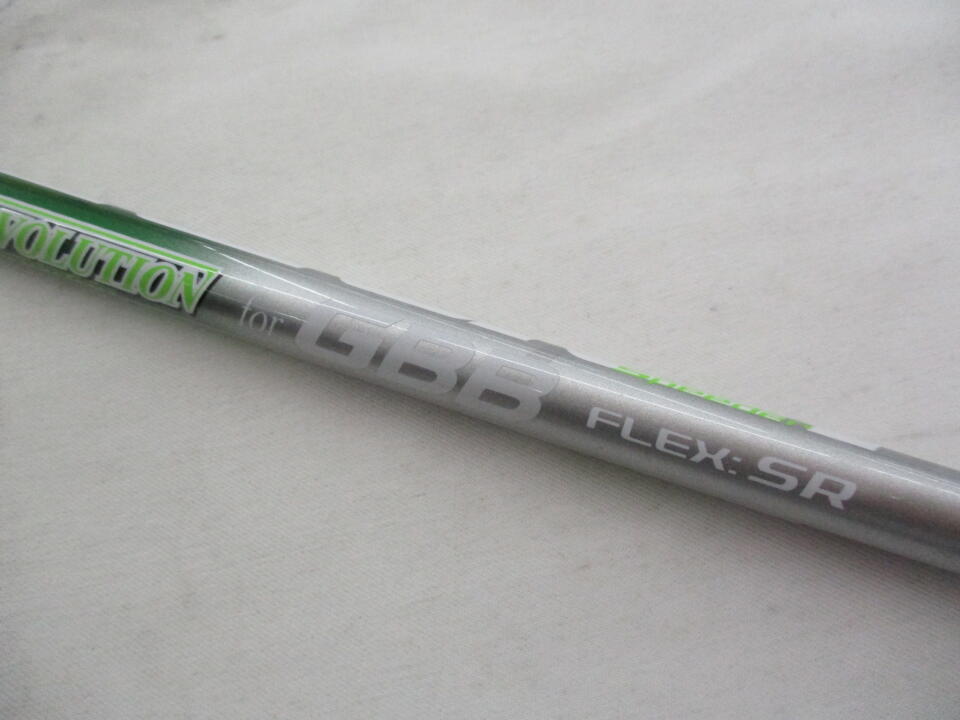 VOLUTION for GBB FLEX: SR